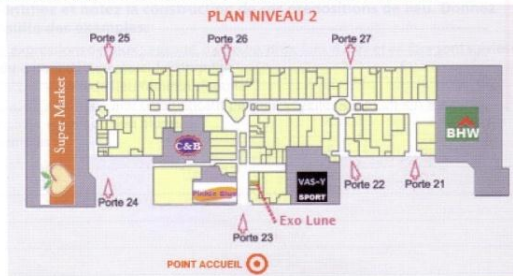 PLAN NIVEAU 2
Porte 25
Porte 26
Porte 27
Super Market
C&B
BHW
VAS-Y
SPORT
Porte 24
Porte 22
Porte 21
Exo Lune
Porte 23
POINT ACCUEIL